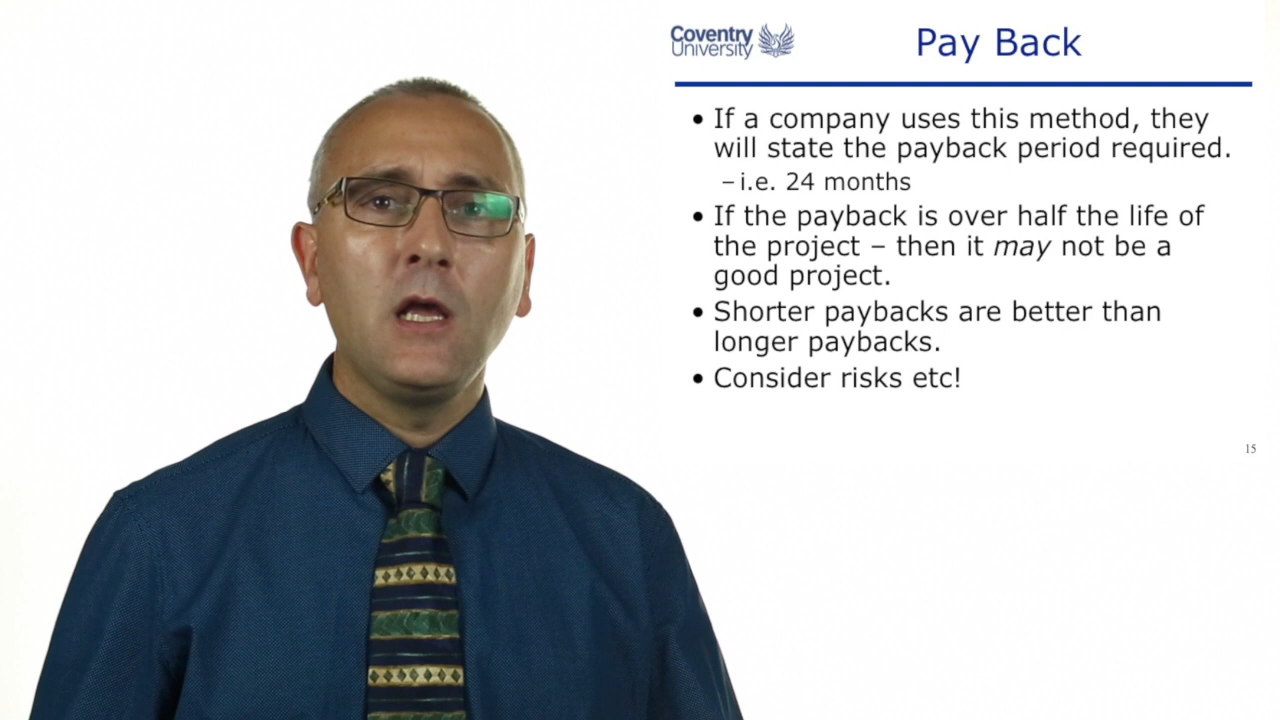 Coventry
University
Pay Back
• If a company uses this method, they
will state the payback period required.
– i.e. 24 months
• If the payback is over half the life of
the project – then it may not be a
good project.
• Shorter paybacks are better than
longer paybacks.
• Consider risks etc!
15